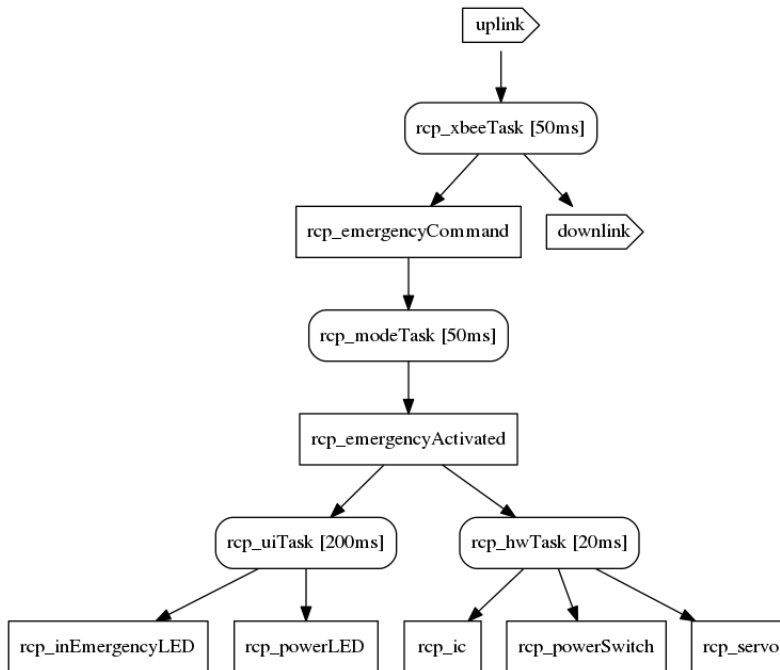 uplink
rcp_xbeeTask [50ms]
rcp_emergencyCommand
downlink
rcp_modeTask [50ms]
rcp_emergencyActivated
rcp_uiTask [200ms]
rcp_hwTask [20ms]
rcp_inEmergencyLED
rcp_powerLED
rcp_ic
rcp_powerSwitch
rcp_servo